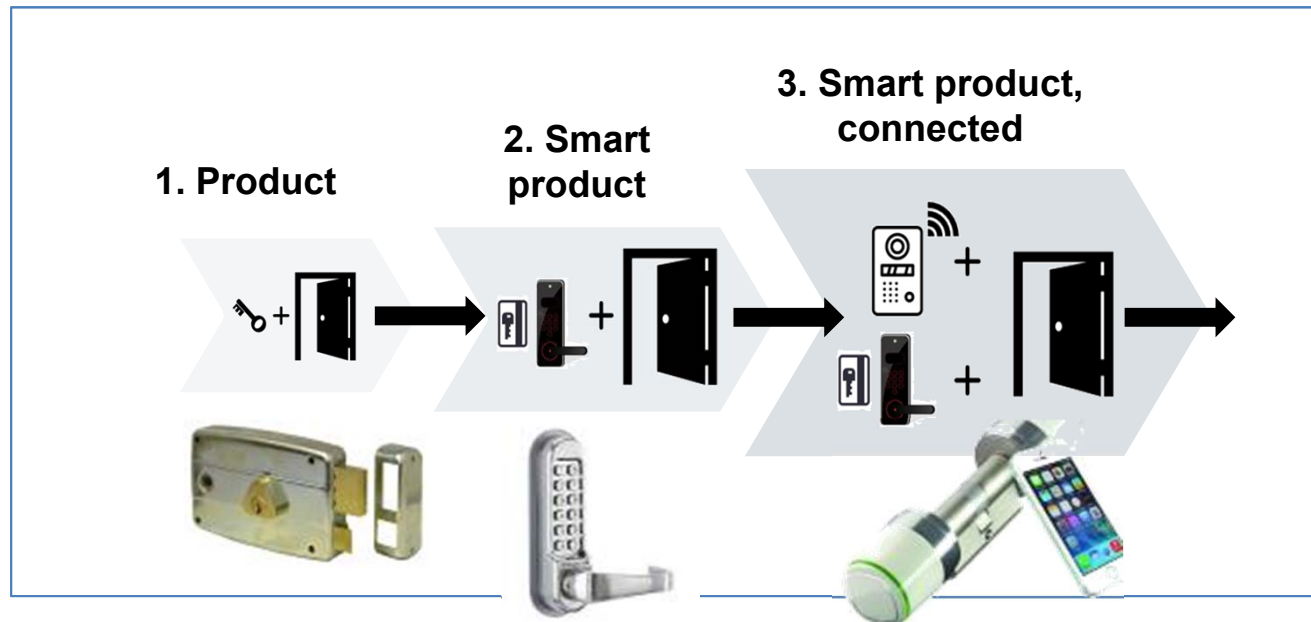 1. Product
2. Smart
product
3. Smart product,
connected